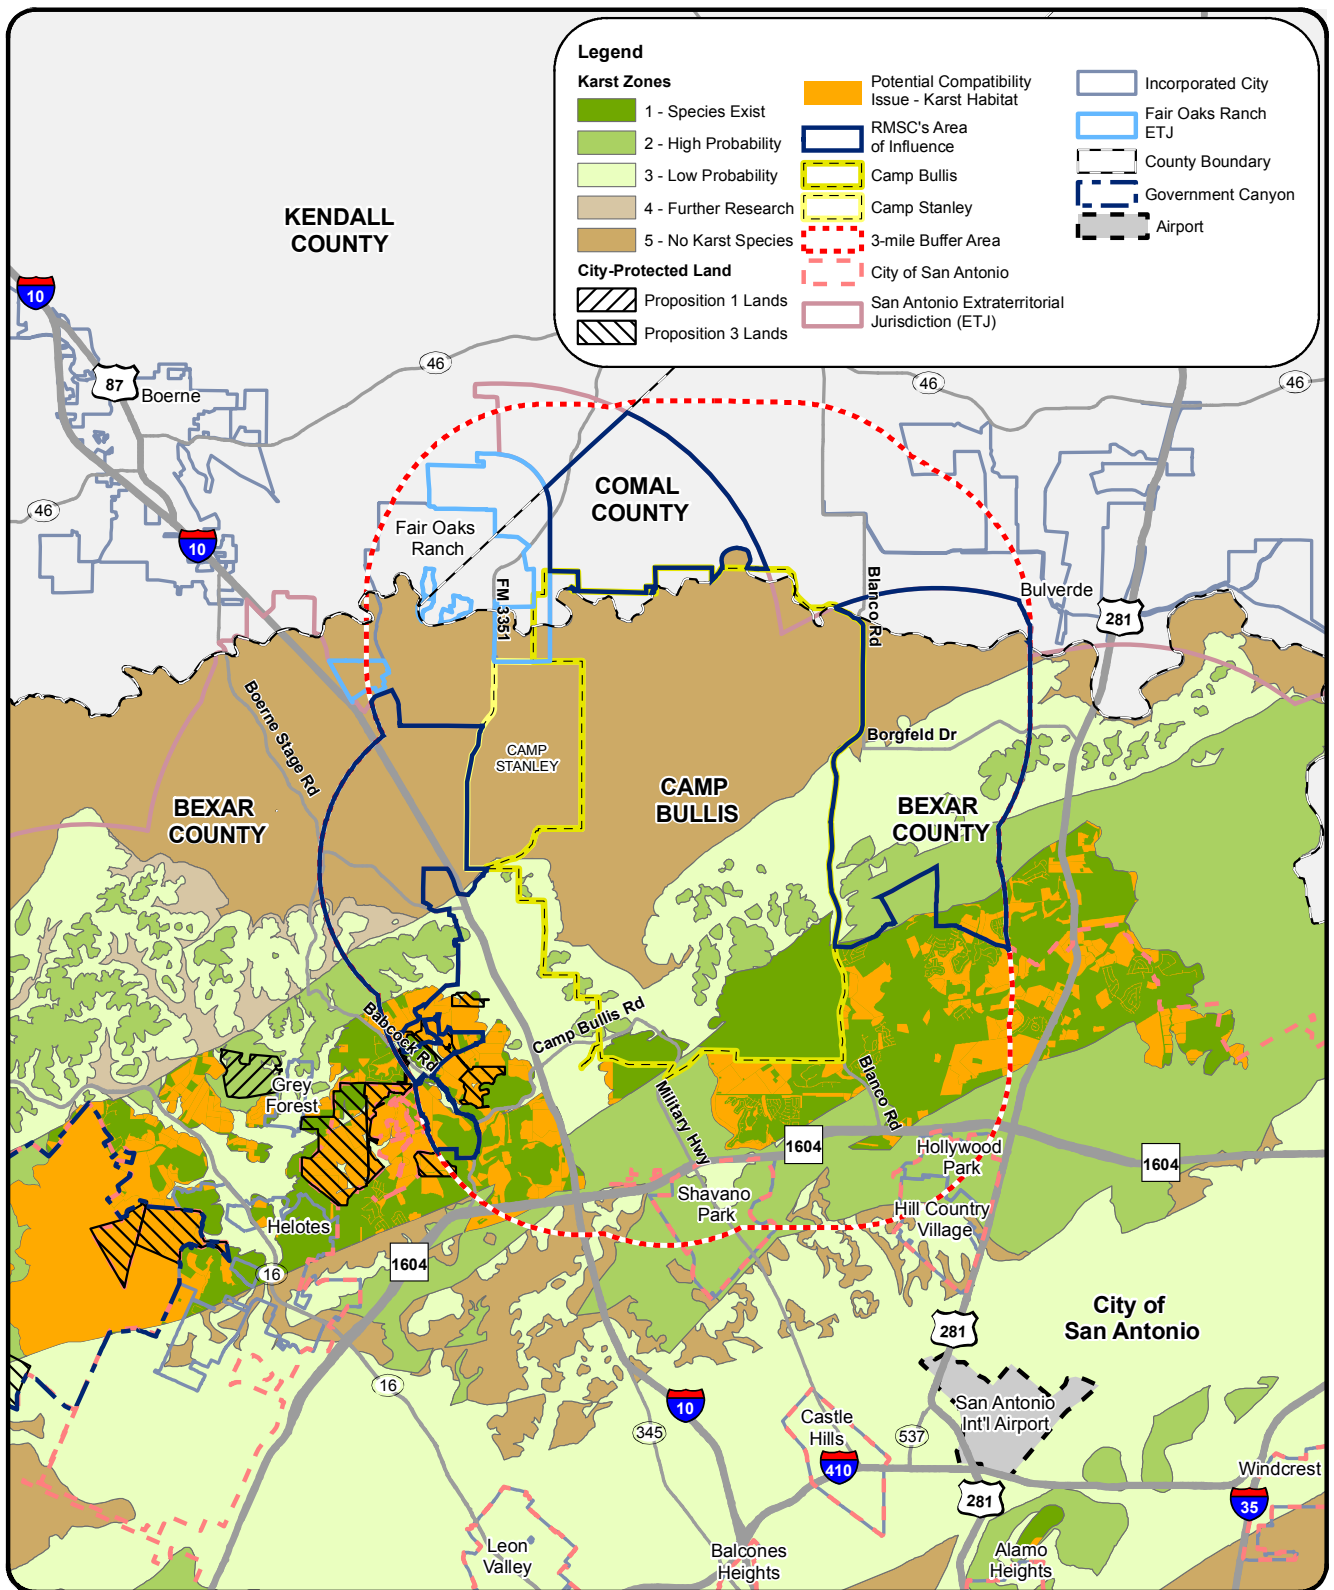 Legend
Karst Zones
1 - Species Exist
2 - High Probability
3 - Low Probability
4 - Further Research
5 - No Karst Species
City-Protected Land
Proposition 1 Lands
Proposition 3 Lands
Potential Compatibility
Issue - Karst Habitat
RMSC's Area
of Influence
Camp Bullis
Camp Stanley
3-mile Buffer Area
City of San Antonio
San Antonio Extraterritorial
Jurisdiction (ETJ)
Incorporated City
Fair Oaks Ranch
ETJ
County Boundary
Government Canyon
Airport
KENDALL
COUNTY
10
87
Boerne
46
46
46
46
10
COMAL
COUNTY
Fair Oaks
Ranch
FM 3351
Blanco Rd
Bulverde
281
Boerne Stage Rd
CAMP
STANLEY
Borgfeld Dr
CAMP
BULLIS
BEXAR
COUNTY
BEXAR
COUNTY
Babcock Rd
Camp Bullis Rd
Grey
Forest
Military Hwy
Blanco Rd
1604
Hollywood
Park
1604
Shavano
Park
Hill Country
Village
Helotes
1604
16
City of
San Antonio
281
16
10
San Antonio
Int'l Airport
Castle
Hills
345
537
410
Windcrest
281
35
Leon
Valley
Balcones
Heights
Alamo
Heights